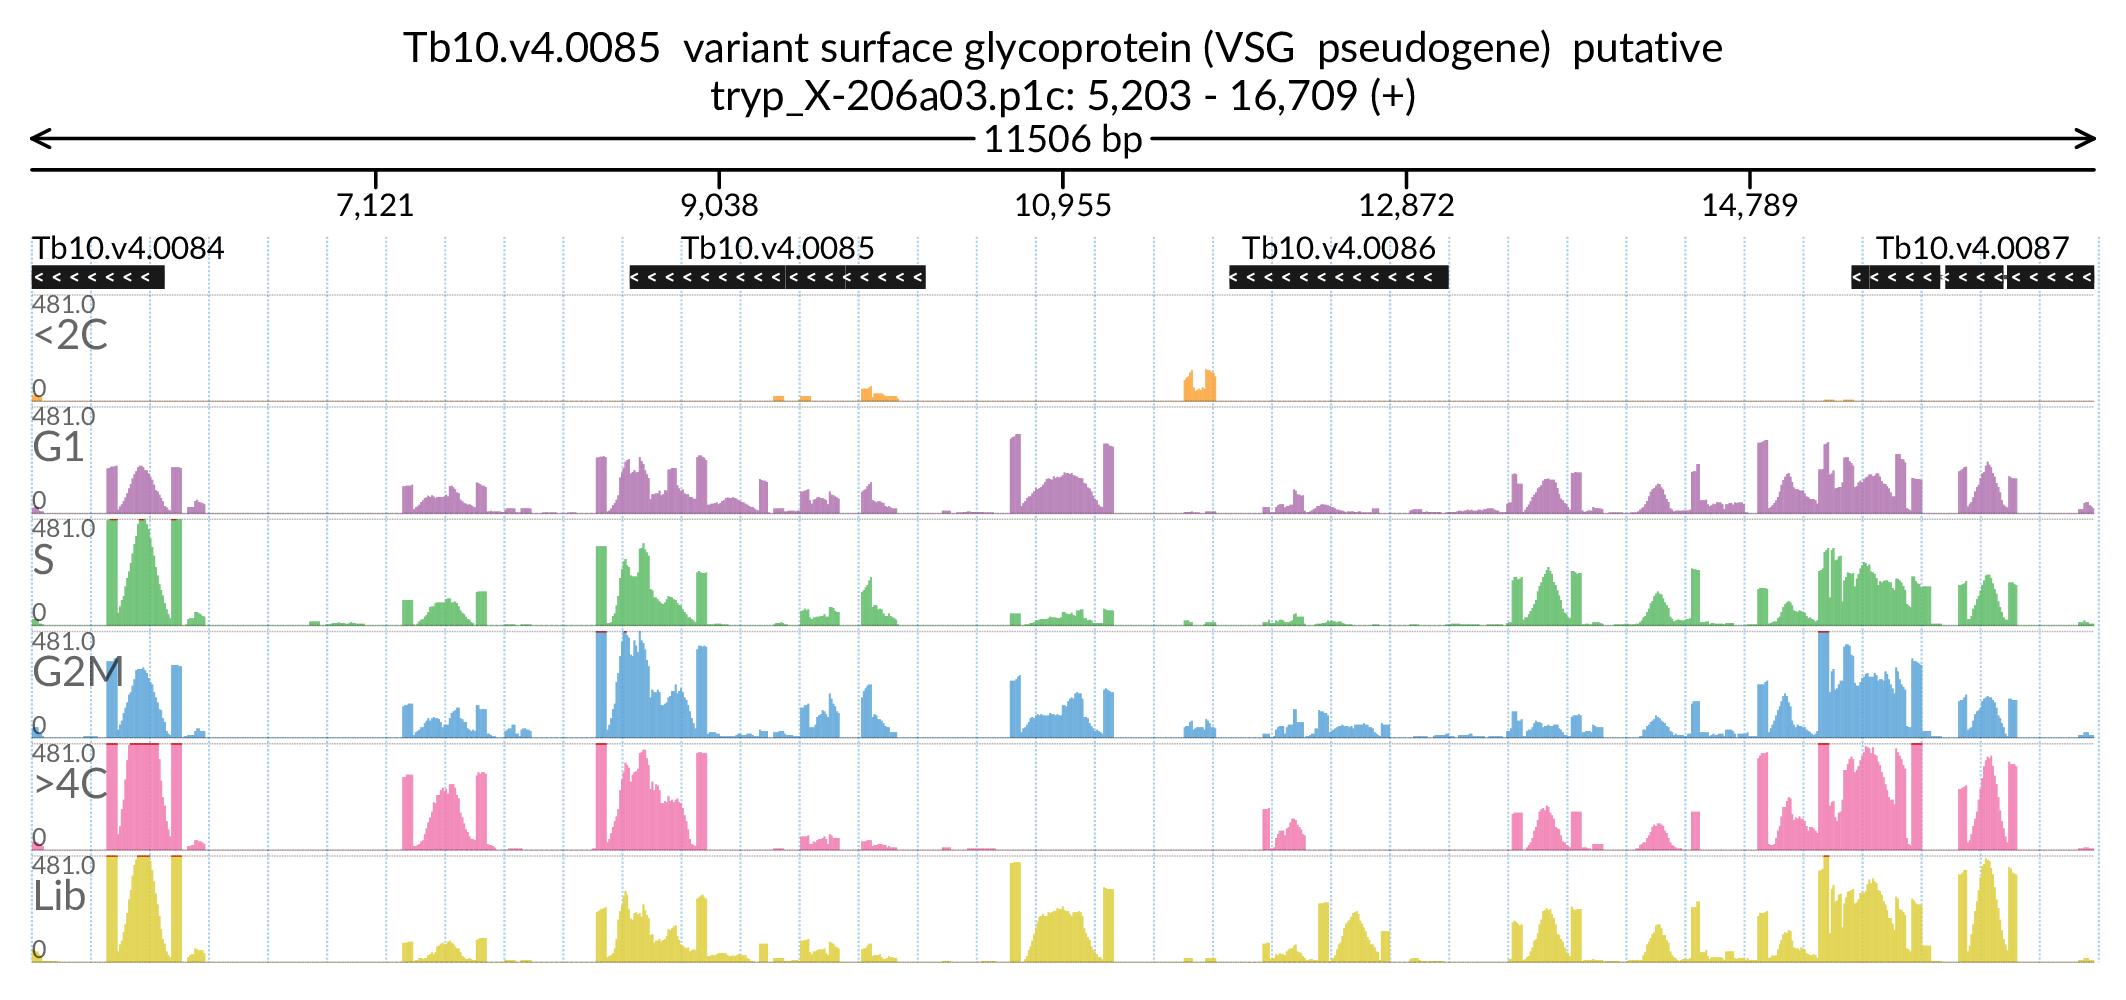 Tb10.v4.0085 variant surface glycoprotein (VSG pseudogene) putative
tryp_X-206a03.p1c: 5,203 - 16,709 (+)
11506 bp
7,121 9,038 10,955 12,872 14,789
Tb10.v4.0084 Tb10.v4.0085 Tb10.v4.0086 Tb10.v4.0087
481.0
<2C
0
481.0
G1
0
481.0
S
0
481.0
G2M
0
481.0
>4C
0
481.0
Lib
0